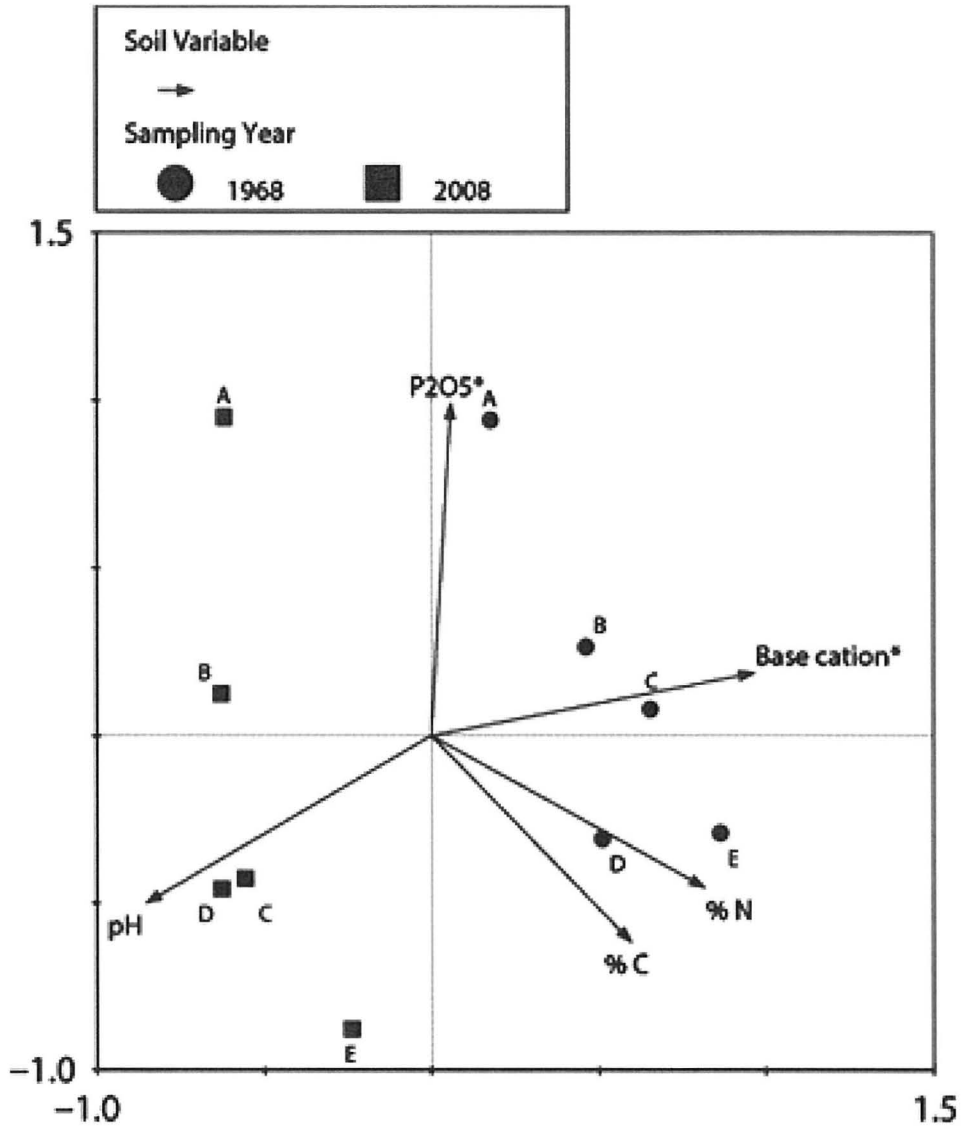 Soil Variable
Sampling Year
1968 2008
1.5
P2O5*
A
A
B
Base cation*
B
C
D
E
% N
D C
pH
% C
E
-1.0
-1.0 1.5